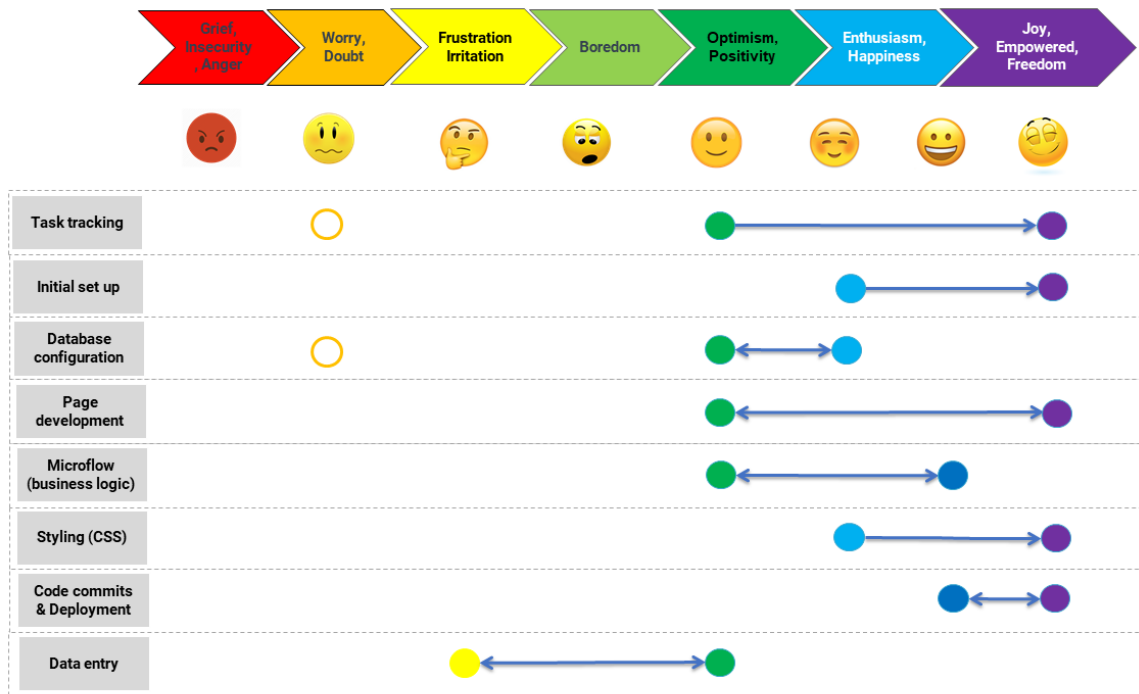 Grief,
Insecurity
, Anger
Worry,
Doubt
Frustration
Irritation
Boredom
Optimism,
Positivity
Enthusiasm,
Happiness
Joy,
Empowered,
Freedom
Task tracking
Initial set up
Database
configuration
Page
development
Microflow
(business logic)
Styling (CSS)
Code commits
& Deployment
Data entry